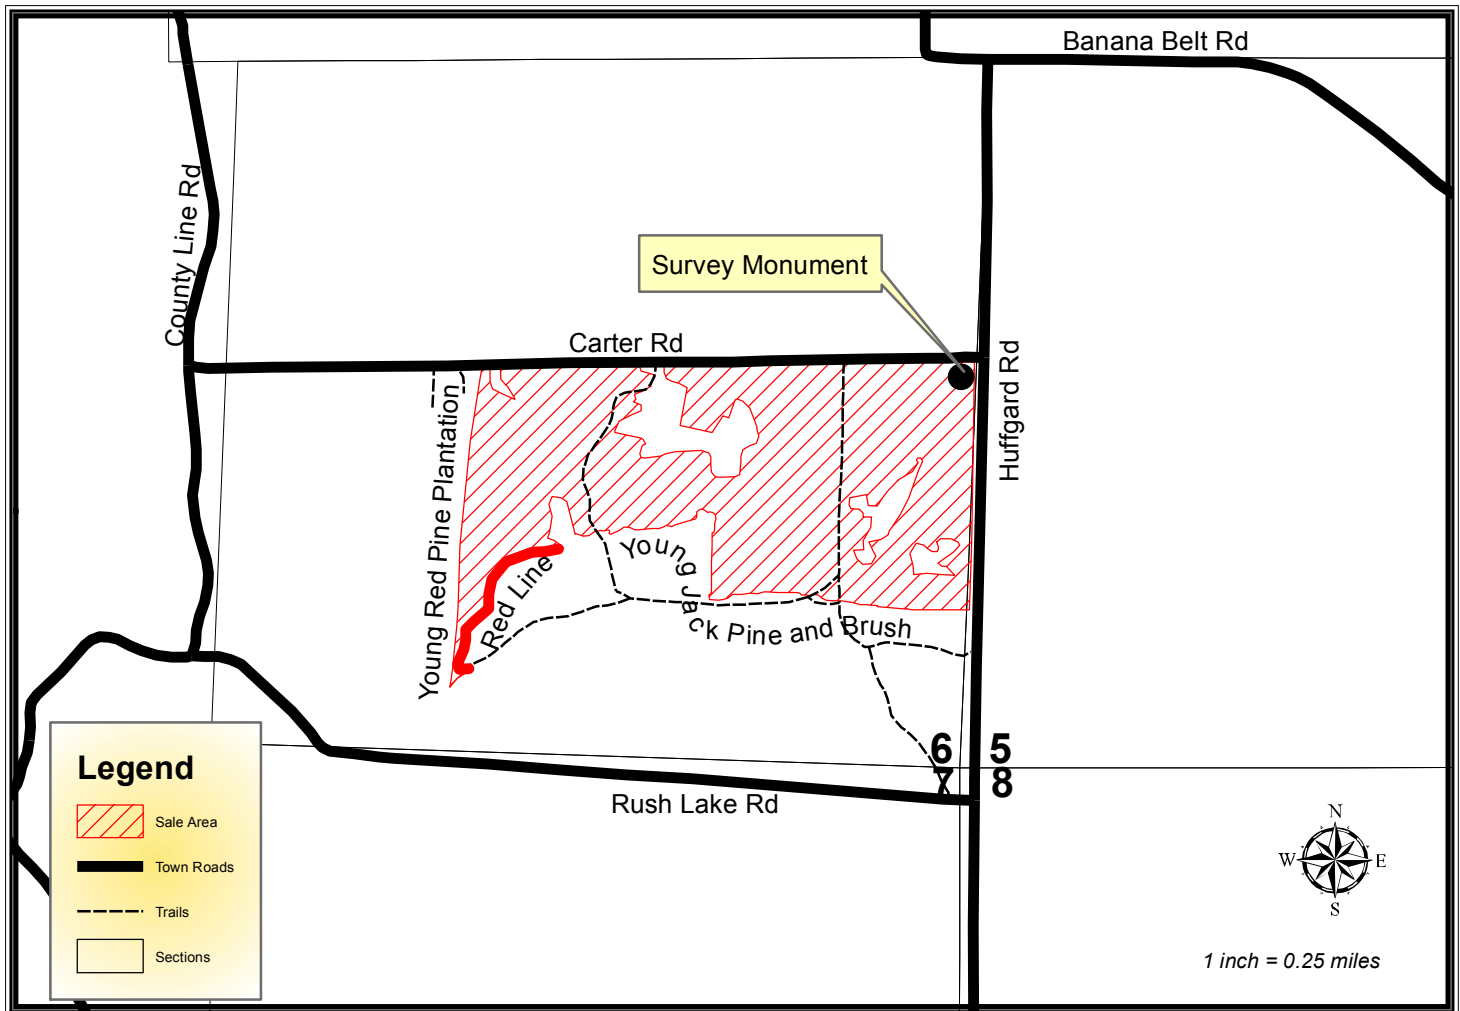 Banana Belt Rd
County Line Rd
Survey Monument
Carter Rd
Huffgard Rd
Young Red Pine Plantation
Red Line
Young Jack Pine and Brush
6 5
7 8
Rush Lake Rd
Legend
Sale Area
Town Roads
Trails
Sections
N
W E
S
1 inch = 0.25 miles